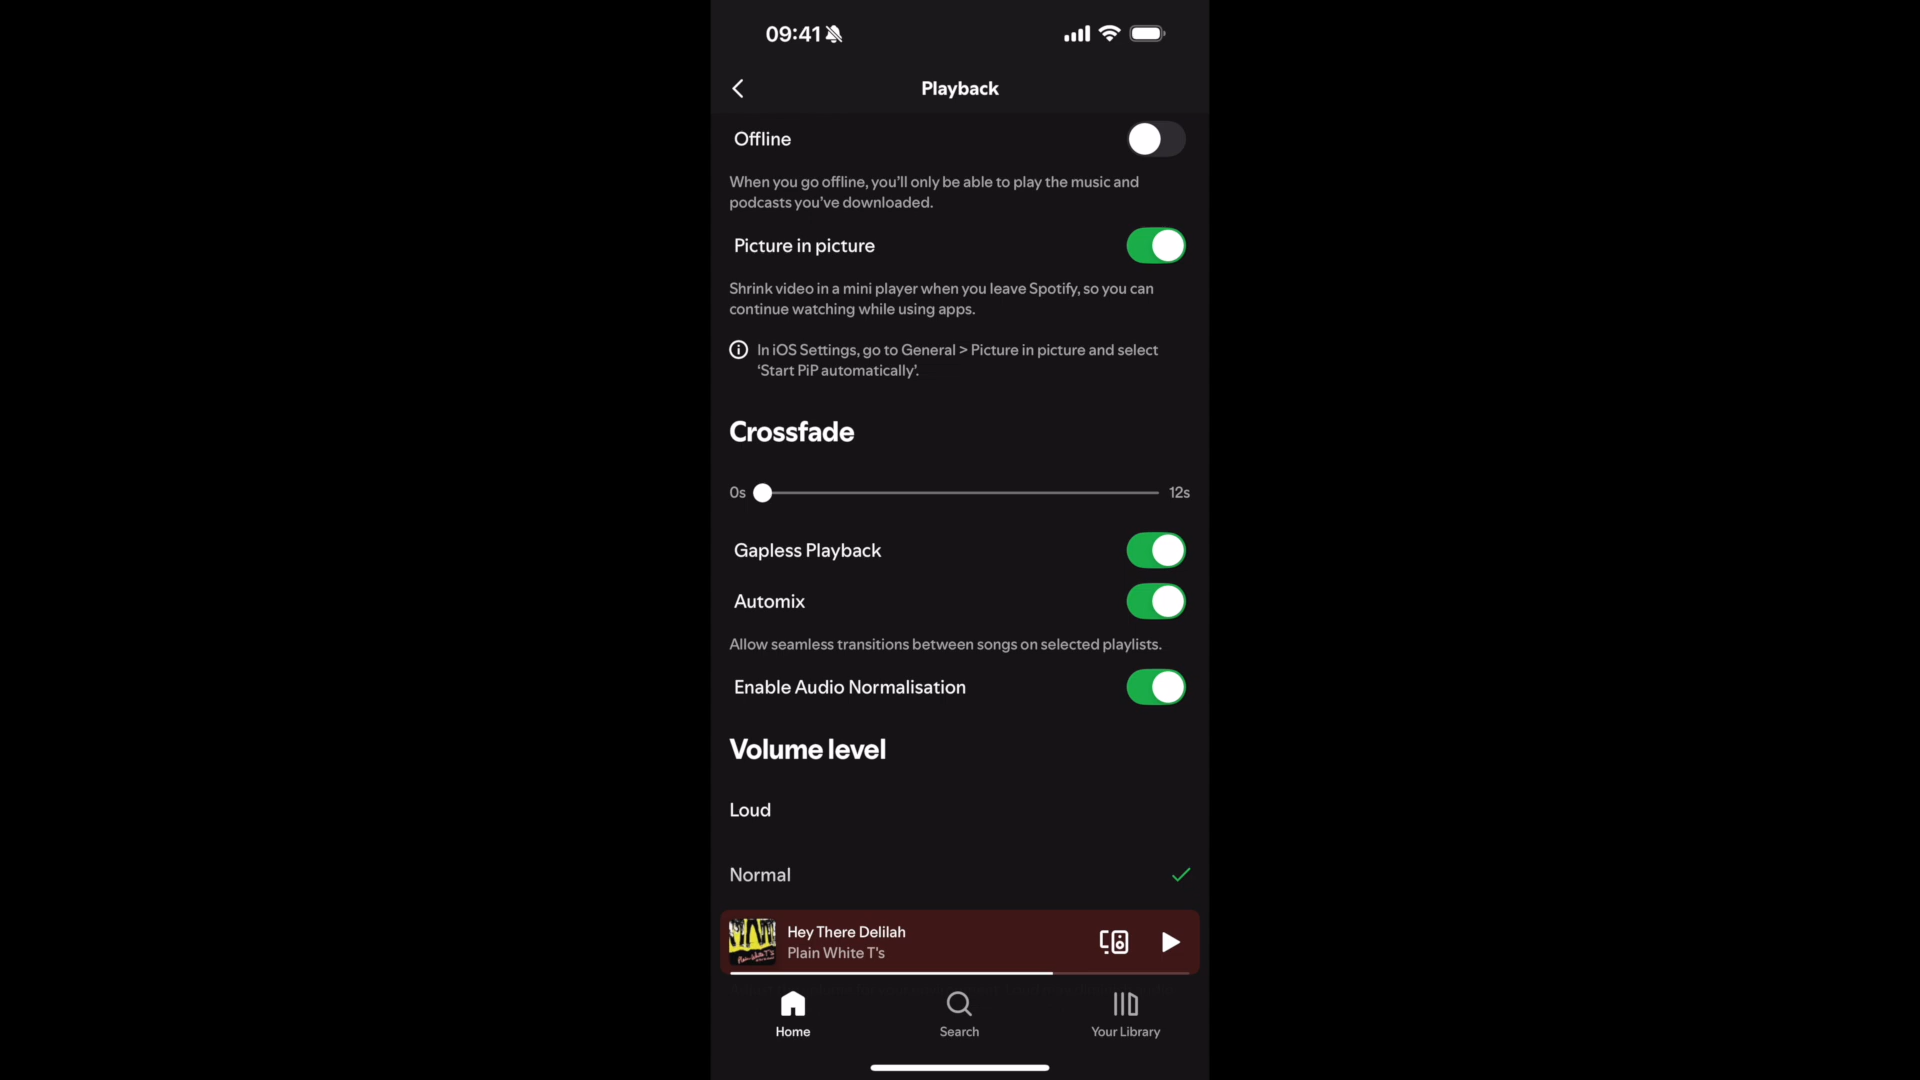 09:41
Playback
Offline
When you go offline, you'll only be able to play the music and
podcasts you've downloaded.
Picture in picture
Shrink video in a mini player when you leave Spotify, so you can
continue watching while using apps.
In iOS Settings, go to General > Picture in picture and select
‘Start PiP automatically’.
Crossfade
0s 12s
Gapless Playback
Automix
Allow seamless transitions between songs on selected playlists.
Enable Audio Normalisation
Volume level
Loud
Normal
Hey There Delilah
Plain White T's
Home Search Your Library